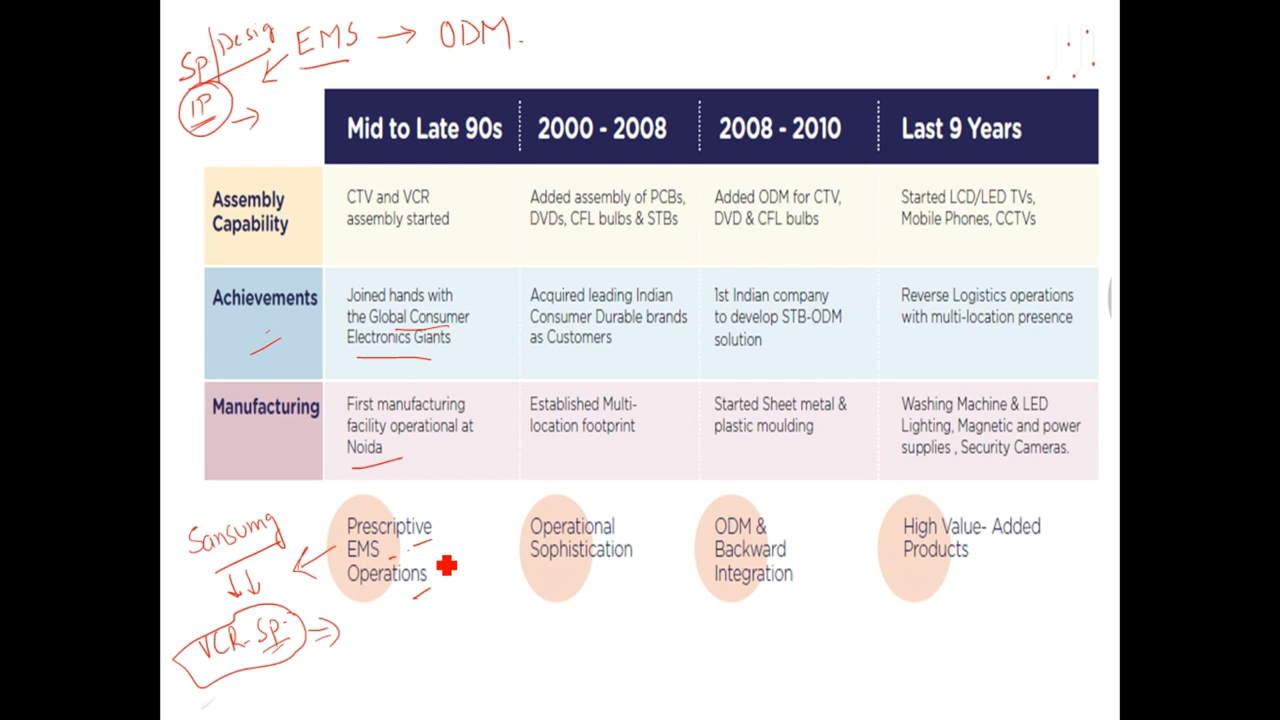 Sp/Desig EMS → ODM.
IP →
Mid to Late 90s 2000 - 2008 2008 - 2010 Last 9 Years
Assembly
Capability
CTV and VCR
assembly started
Added assembly of PCBs,
DVDs, CFL bulbs & STBs
Added ODM for CTV,
DVD & CFL bulbs
Started LCD/LED TVs,
Mobile Phones, CCTVs
Achievements
Joined hands with
the Global Consumer
Electronics Giants
Acquired leading Indian
Consumer Durable brands
as Customers
1st Indian company
to develop STB-ODM
solution
Reverse Logistics operations
with multi-location presence
Manufacturing
First manufacturing
facility operational at
Noida
Established Multi-
location footprint
Started Sheet metal &
plastic moulding
Washing Machine & LED
Lighting, Magnetic and power
supplies , Security Cameras.
Sansumg
VCR-Sp.
Prescriptive
EMS
Operations
Operational
Sophistication
ODM &
Backward
Integration
High Value- Added
Products